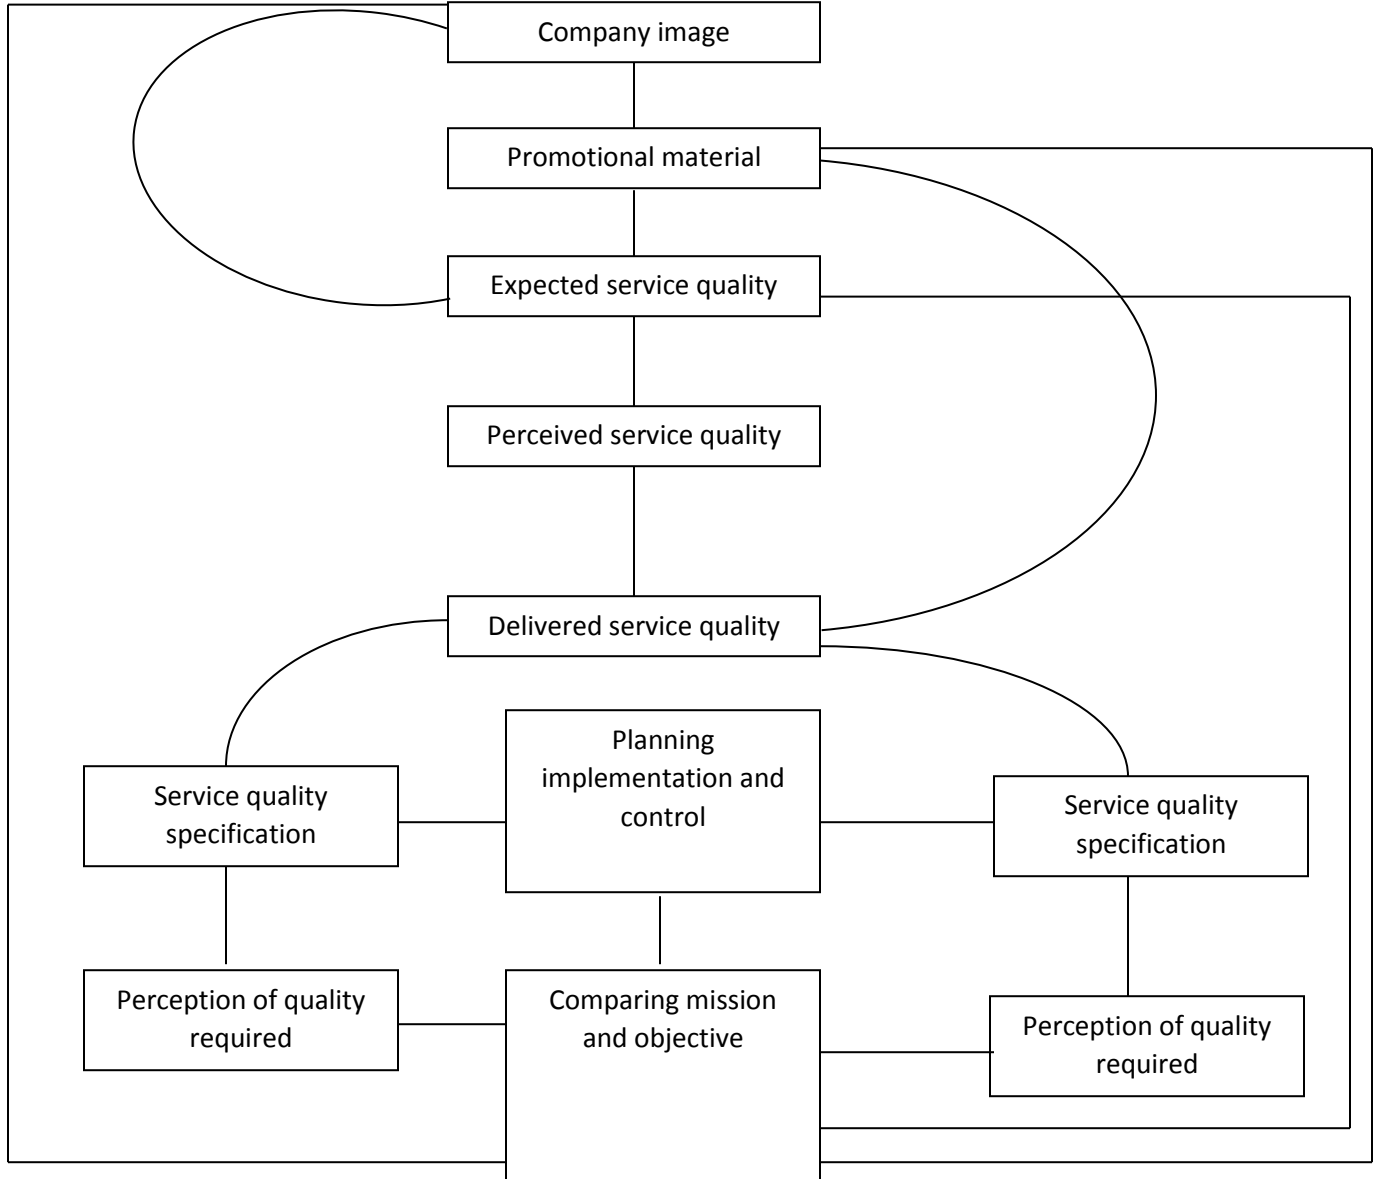 Company image
Promotional material
Expected service quality
Perceived service quality
Delivered service quality
Planning
implementation and
control
Service quality
specification
Service quality
specification
Perception of quality
required
Comparing mission
and objective
Perception of quality
required